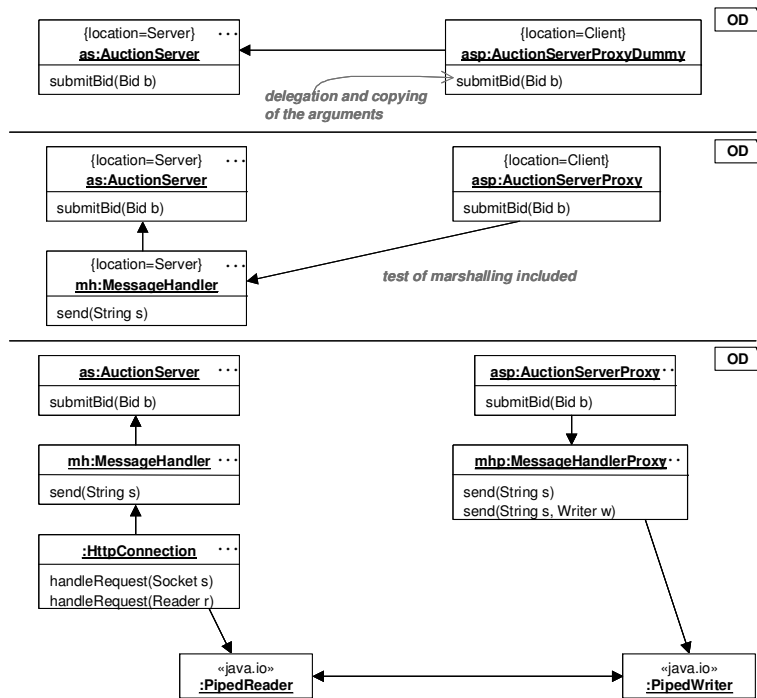 OD
{location=Server} ...
as:AuctionServer
submitBid(Bid b)
{location=Client}
asp:AuctionServerProxyDummy
submitBid(Bid b)
delegation and copying
of the arguments
OD
{location=Server} ...
as:AuctionServer
submitBid(Bid b)
{location=Client}
asp:AuctionServerProxy
submitBid(Bid b)
{location=Server} ...
mh:MessageHandler
send(String s)
test of marshalling included
OD
as:AuctionServer ...
submitBid(Bid b)
asp:AuctionServerProxy ...
submitBid(Bid b)
mh:MessageHandler ...
send(String s)
mhp:MessageHandlerProxy ...
send(String s)
send(String s, Writer w)
:HttpConnection ...
handleRequest(Socket s)
handleRequest(Reader r)
«java.io»
:PipedReader
«java.io»
:PipedWriter